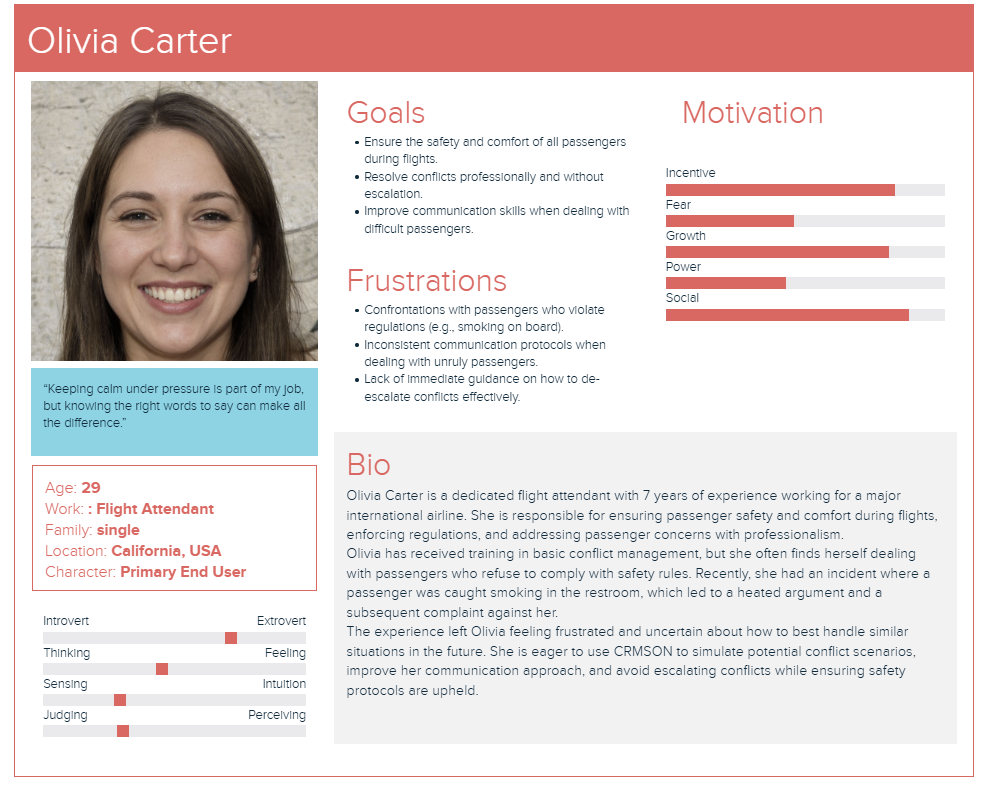 Olivia Carter
“Keeping calm under pressure is part of my job,
but knowing the right words to say can make all
the difference.”
Age: 29
Work: : Flight Attendant
Family: single
Location: California, USA
Character: Primary End User
Introvert Extrovert
Thinking Feeling
Sensing Intuition
Judging Perceiving
Goals
• Ensure the safety and comfort of all passengers
during flights.
• Resolve conflicts professionally and without
escalation.
• Improve communication skills when dealing with
difficult passengers.
Frustrations
• Confrontations with passengers who violate
regulations (e.g., smoking on board).
• Inconsistent communication protocols when
dealing with unruly passengers.
• Lack of immediate guidance on how to de-
escalate conflicts effectively.
Motivation
Incentive
Fear
Growth
Power
Social
Bio
Olivia Carter is a dedicated flight attendant with 7 years of experience working for a major
international airline. She is responsible for ensuring passenger safety and comfort during flights,
enforcing regulations, and addressing passenger concerns with professionalism.
Olivia has received training in basic conflict management, but she often finds herself dealing
with passengers who refuse to comply with safety rules. Recently, she had an incident where a
passenger was caught smoking in the restroom, which led to a heated argument and a
subsequent complaint against her.
The experience left Olivia feeling frustrated and uncertain about how to best handle similar
situations in the future. She is eager to use CRMSON to simulate potential conflict scenarios,
improve her communication approach, and avoid escalating conflicts while ensuring safety
protocols are upheld.